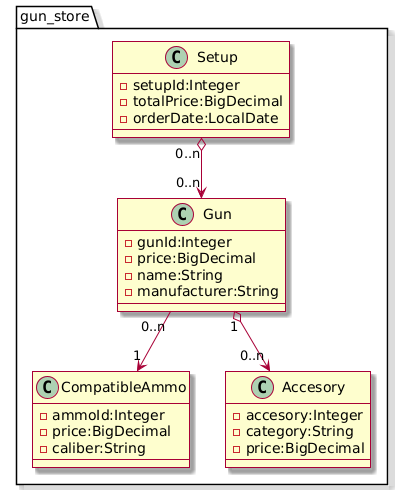 gun_store
C Setup
setupId:Integer
totalPrice:BigDecimal
orderDate:LocalDate
0..n
0..n
C Gun
gunId:Integer
price:BigDecimal
name:String
manufacturer:String
0..n
1
1
0..n
C CompatibleAmmo
ammoId:Integer
price:BigDecimal
caliber:String
C Accesory
accesory:Integer
category:String
price:BigDecimal